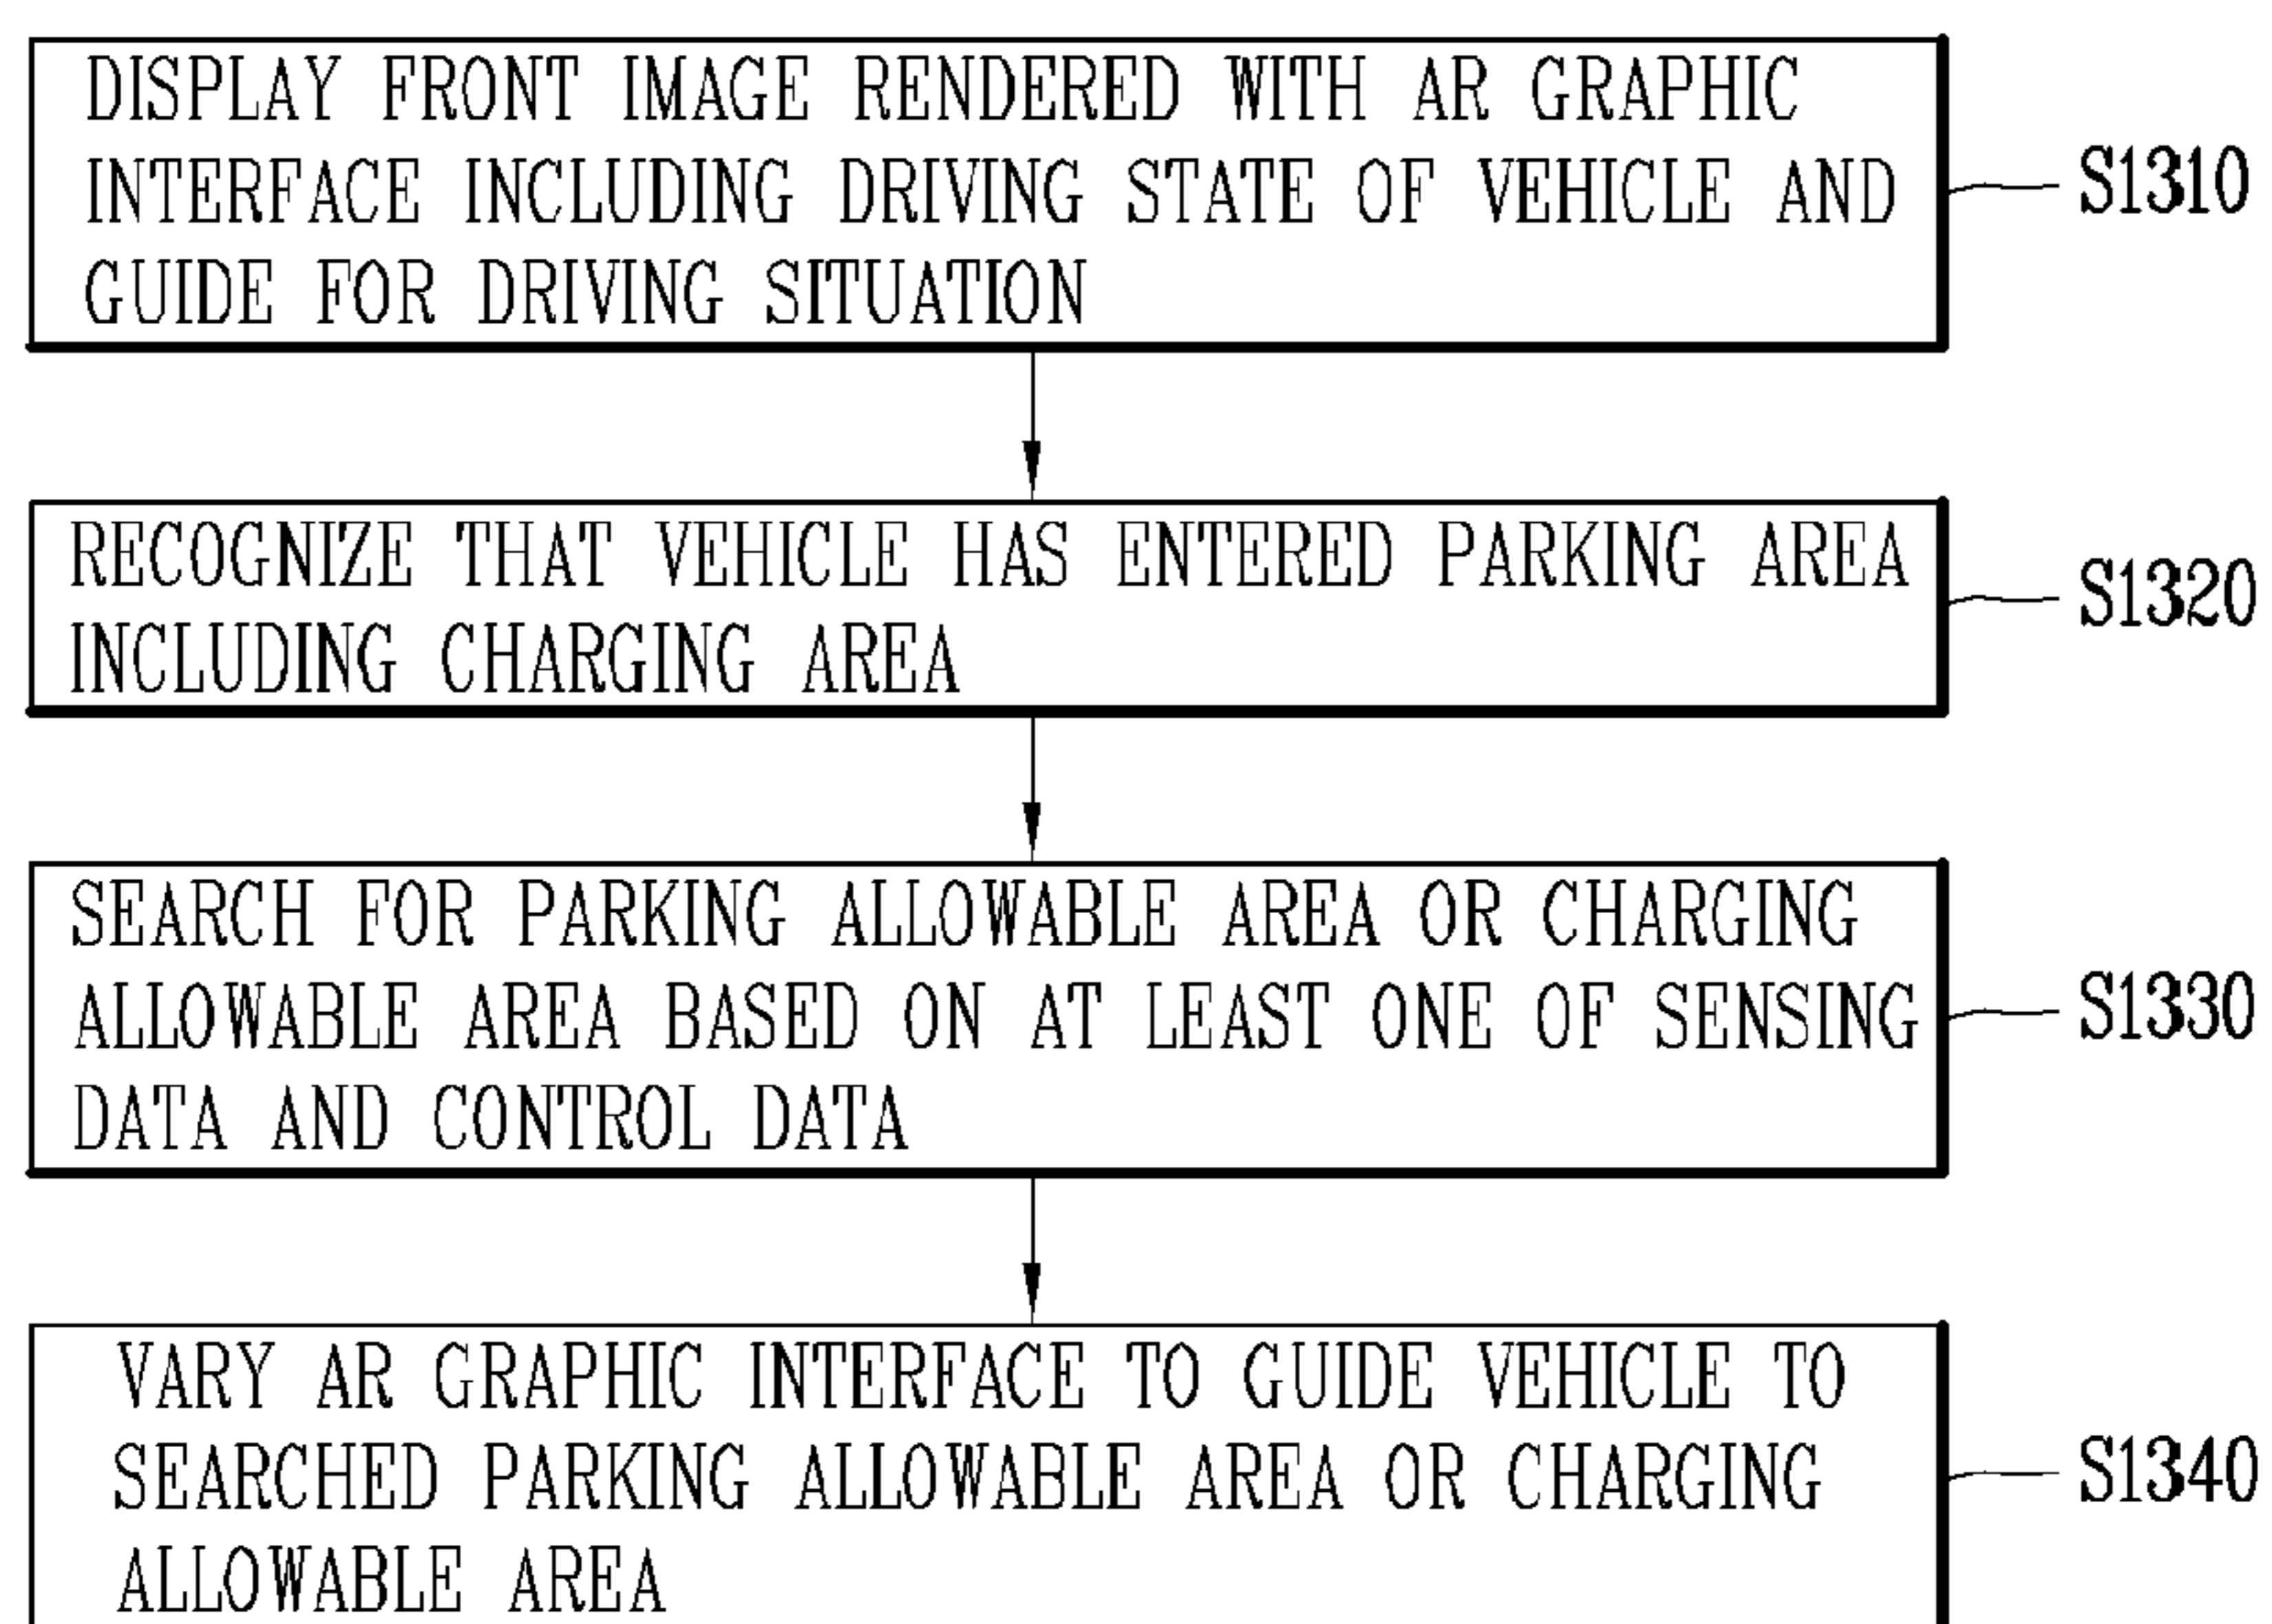 DISPLAY FRONT IMAGE RENDERED WITH AR GRAPHIC
INTERFACE INCLUDING DRIVING STATE OF VEHICLE AND
GUIDE FOR DRIVING SITUATION
S1310
RECOGNIZE THAT VEHICLE HAS ENTERED PARKING AREA
INCLUDING CHARGING AREA
S1320
SEARCH FOR PARKING ALLOWABLE AREA OR CHARGING
ALLOWABLE AREA BASED ON AT LEAST ONE OF SENSING
DATA AND CONTROL DATA
S1330
VARY AR GRAPHIC INTERFACE TO GUIDE VEHICLE TO
SEARCHED PARKING ALLOWABLE AREA OR CHARGING
ALLOWABLE AREA
S1340